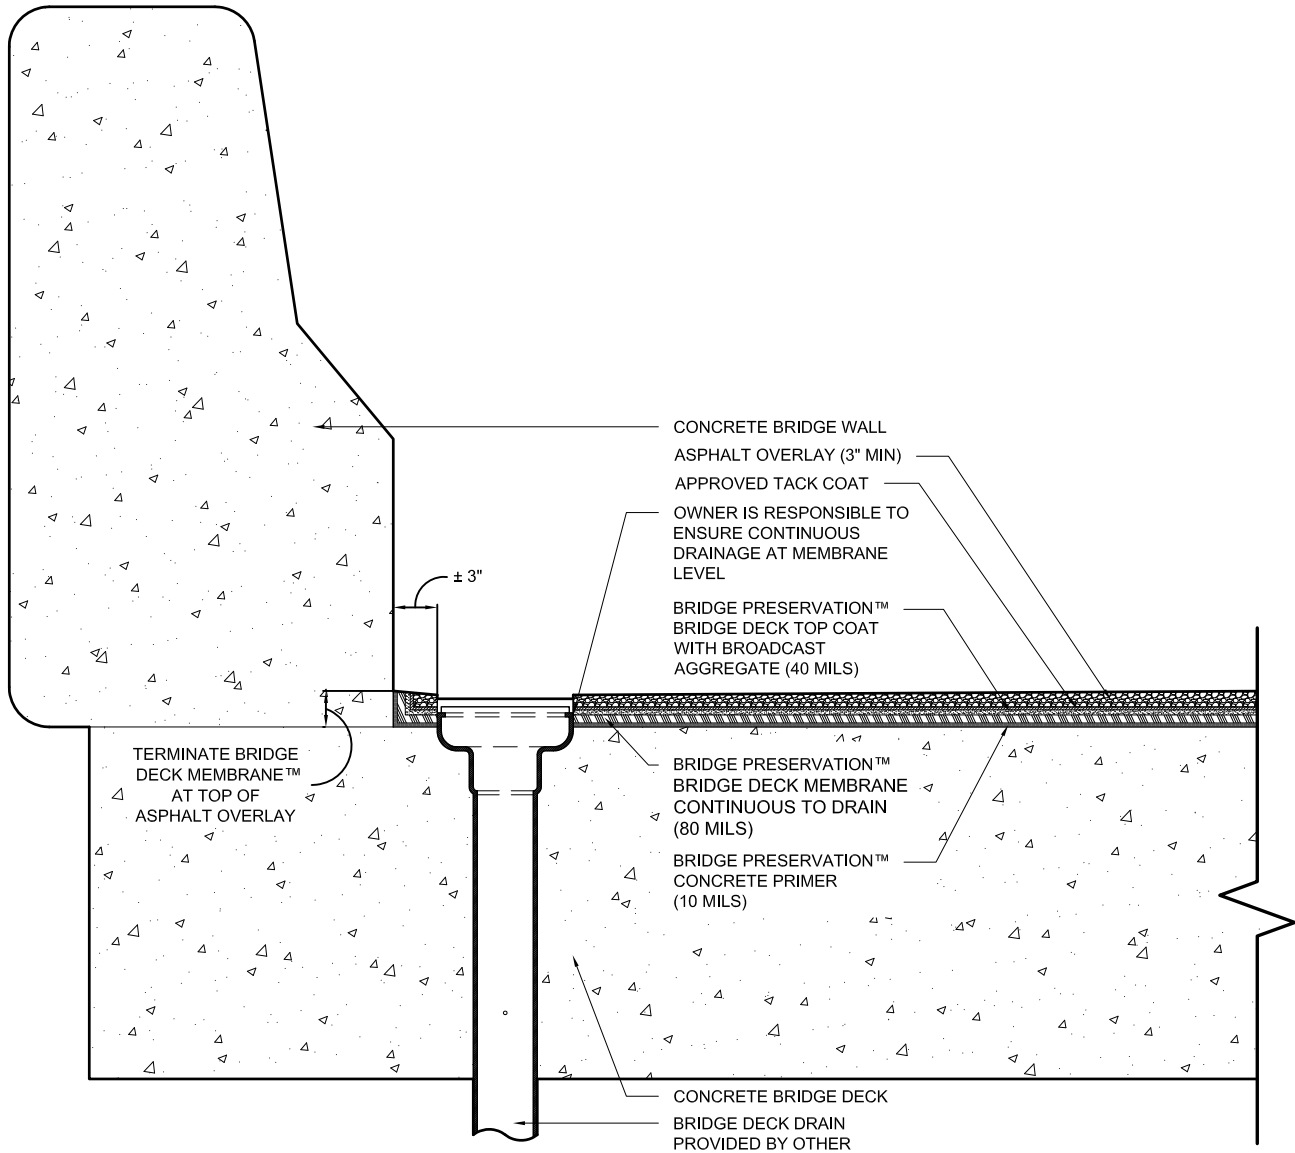 CONCRETE BRIDGE WALL
ASPHALT OVERLAY (3" MIN)
APPROVED TACK COAT
OWNER IS RESPONSIBLE TO
ENSURE CONTINUOUS
DRAINAGE AT MEMBRANE
LEVEL
± 3"
BRIDGE PRESERVATION™
BRIDGE DECK TOP COAT
WITH BROADCAST
AGGREGATE (40 MILS)
TERMINATE BRIDGE
DECK MEMBRANE™
AT TOP OF
ASPHALT OVERLAY
BRIDGE PRESERVATION™
BRIDGE DECK MEMBRANE
CONTINUOUS TO DRAIN
(80 MILS)
BRIDGE PRESERVATION™
CONCRETE PRIMER
(10 MILS)
CONCRETE BRIDGE DECK
BRIDGE DECK DRAIN
PROVIDED BY OTHER